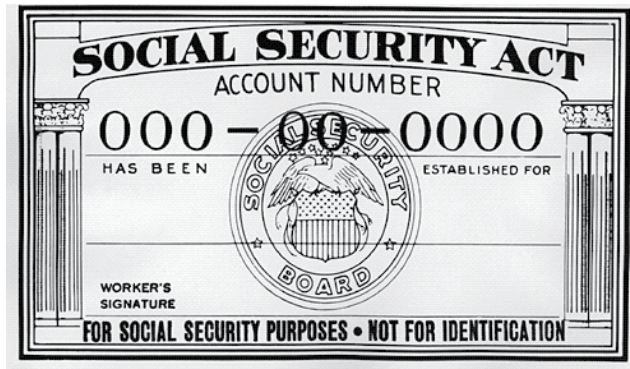 SOCIAL SECURITY ACT
ACCOUNT NUMBER
000-00-0000
HAS BEEN ESTABLISHED FOR
SOCIAL SECURITY
BOARD
WORKER'S
SIGNATURE
FOR SOCIAL SECURITY PURPOSES • NOT FOR IDENTIFICATION